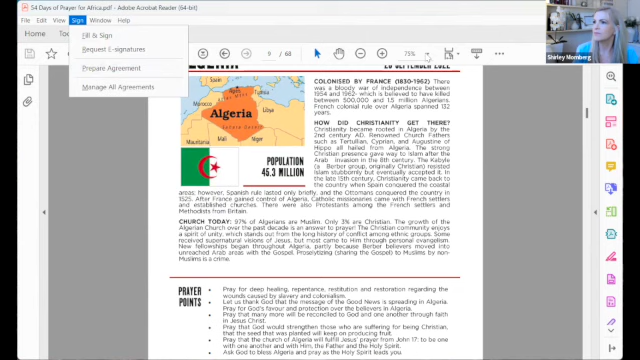 54 Days of Prayer for Africa.pdf - Adobe Acrobat Reader (64-bit)
File Edit View Sign Window Help
Home
Fill & Sign
Request E-signatures
Prepare Agreement
Manage All Agreements
9 / 68
75%
Shirley Momberg
ALGERIA
28 SEPTEMBER 2022
Morocco
Tunisia
Algeria
Sahara Desert
Libya
Mauritania
Mali
Niger
POPULATION
45.3 MILLION
COLONISED BY FRANCE (1830-1962) There
was a bloody war of independence between
1954 and 1962- which is believed to have killed
between 500,000 and 1.5 million Algerians.
French colonial rule over Algeria spanned 132
years.
HOW DID CHRISTIANITY GET THERE?
Christianity became rooted in Algeria by the
2nd century AD. Renowned Church Fathers
such as Tertullian, Cyprian, and Augustine of
Hippo all hailed from Algeria. The strong
Christian presence gave way to Islam after the
Arab invasion in the 8th century. The Kabyle (a
Berber group, originally Christian) resisted
Islam stubbornly but eventually accepted it. In
the late 15th century, Christianity came back to
the country when Spain conquered the coastal
areas; however, Spanish rule lasted only briefly, and the Ottomans conquered the country in
1525. After France gained control of Algeria, Catholic missionaries came with French settlers
and established churches. There were also Protestants among the French settlers and
Methodists from Britain.
CHURCH TODAY: 97% of Algerians are Muslim. Only 3% are Christian. The growth of the
Algerian Church over the past decade is an answer to prayer! The Christian community enjoys
a spirit of unity, which stands out from the long history of conflict among ethnic groups. Some
received supernatural visions of Jesus, but most came to Him through personal evangelism.
New fellowships began throughout Algeria, partly because Berber believers moved into
unreached Arab areas with the Gospel. Proselytizing (sharing the Gospel) to Muslims by non-
Muslims is a crime.
PRAYER
POINTS
• Pray for deep healing, repentance, restitution and restoration regarding the
wounds caused by slavery and colonialism.
• Let us thank God that the message of the Good News is spreading in Algeria.
Pray for God's favour and protection over the believers in Algeria.
• Pray that many more will be reconciled to God and one another through faith
in Jesus Christ.
• Pray that God would strengthen those who are suffering for being Christian,
that the seed that was planted will keep on producing fruit.
• Pray that the church of Algeria will fulfill Jesus' prayer from John 17: to be one
with one another and with Him, the Father and the Holy Spirit.
• Ask God to bless Algeria and pray as the Holy Spirit leads you.